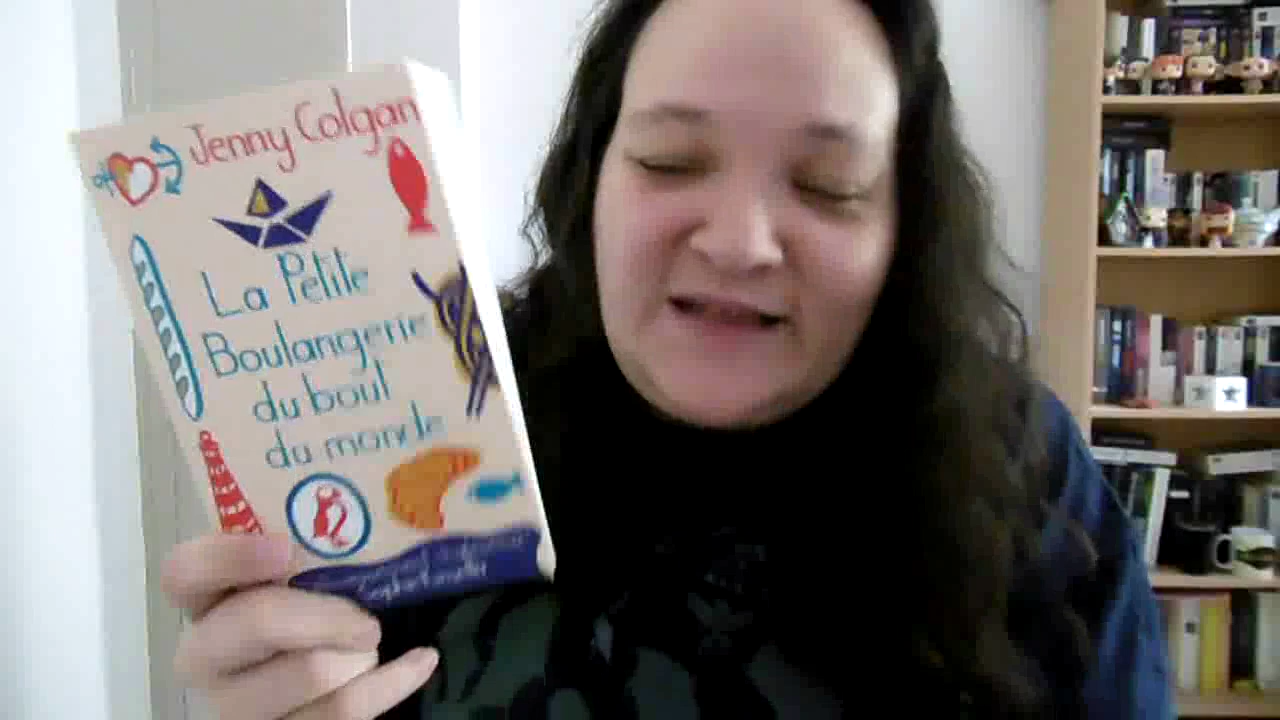 Jenny Colgan
La Petite
Boulangerie
du bout
du monde